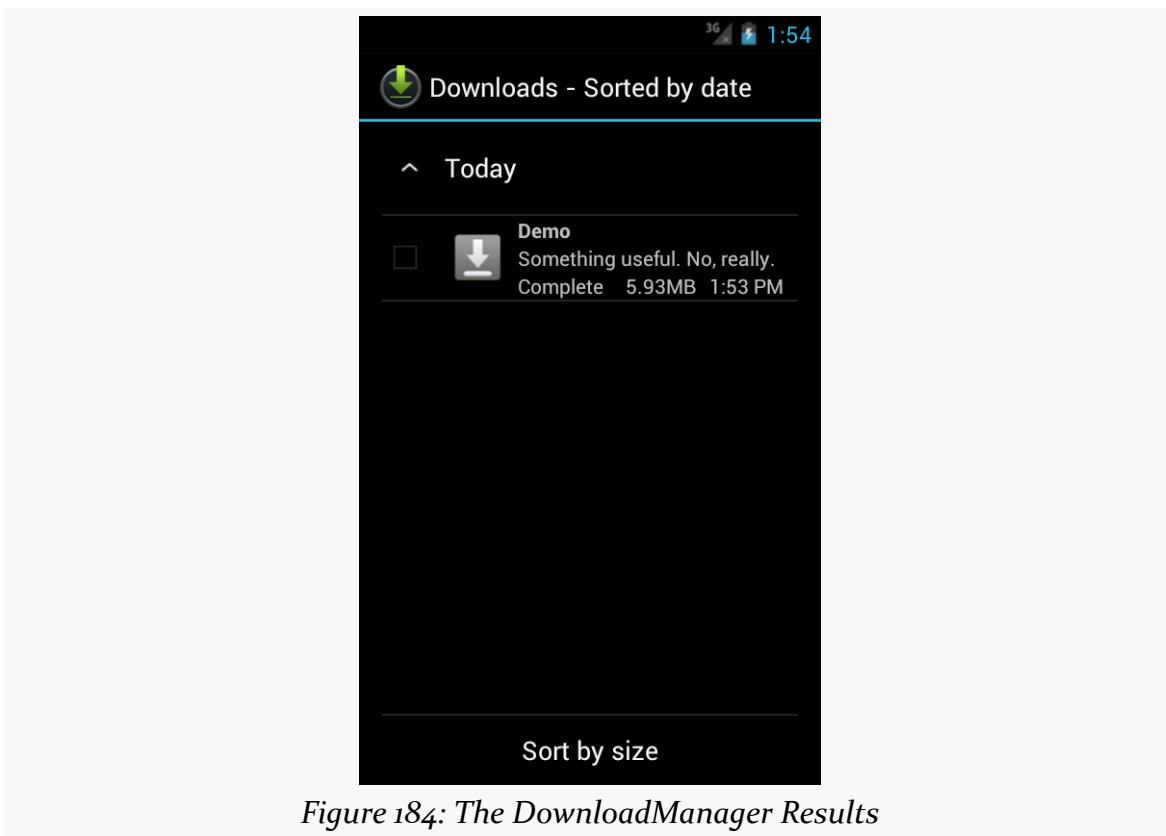 3G 1:54
Downloads - Sorted by date
Today
Demo
Something useful. No, really.
Complete 5.93MB 1:53 PM
Sort by size
Figure 184: The DownloadManager Results